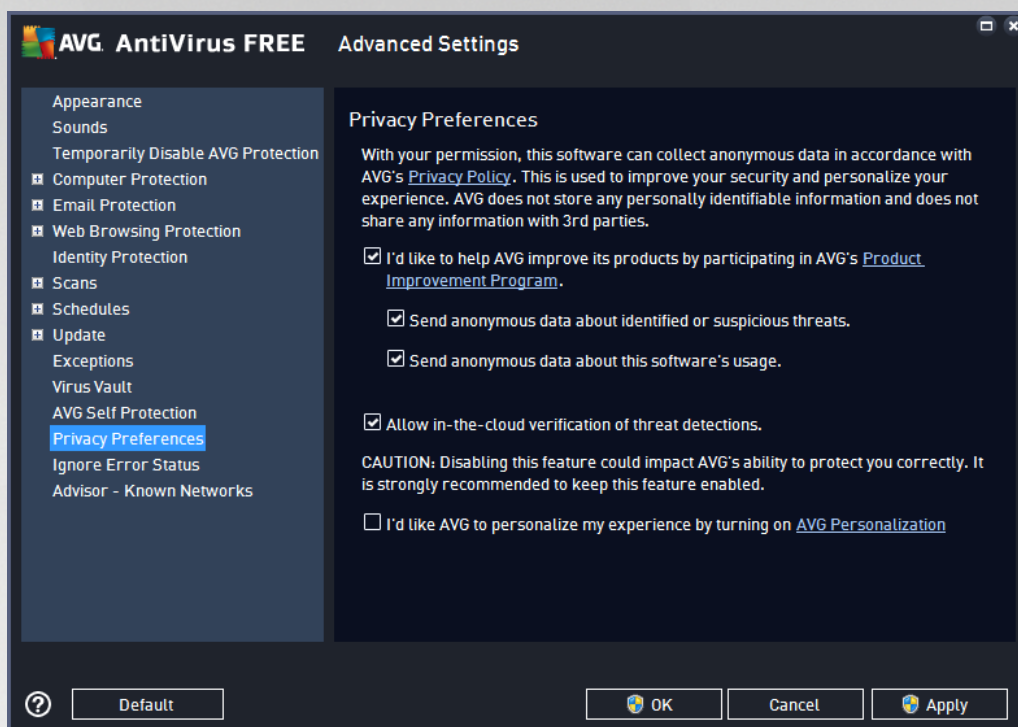 AVG. AntiVirus FREE Advanced Settings
Appearance
Sounds
Temporarily Disable AVG Protection
Computer Protection
Email Protection
Web Browsing Protection
Identity Protection
Scans
Schedules
Update
Exceptions
Virus Vault
AVG Self Protection
Privacy Preferences
Ignore Error Status
Advisor - Known Networks
Privacy Preferences
With your permission, this software can collect anonymous data in accordance with
AVG's Privacy Policy. This is used to improve your security and personalize your
experience. AVG does not store any personally identifiable information and does not
share any information with 3rd parties.
I'd like to help AVG improve its products by participating in AVG's Product
Improvement Program.
Send anonymous data about identified or suspicious threats.
Send anonymous data about this software's usage.
Allow in-the-cloud verification of threat detections.
CAUTION: Disabling this feature could impact AVG's ability to protect you correctly. It
is strongly recommended to keep this feature enabled.
I'd like AVG to personalize my experience by turning on AVG Personalization
? Default OK Cancel Apply